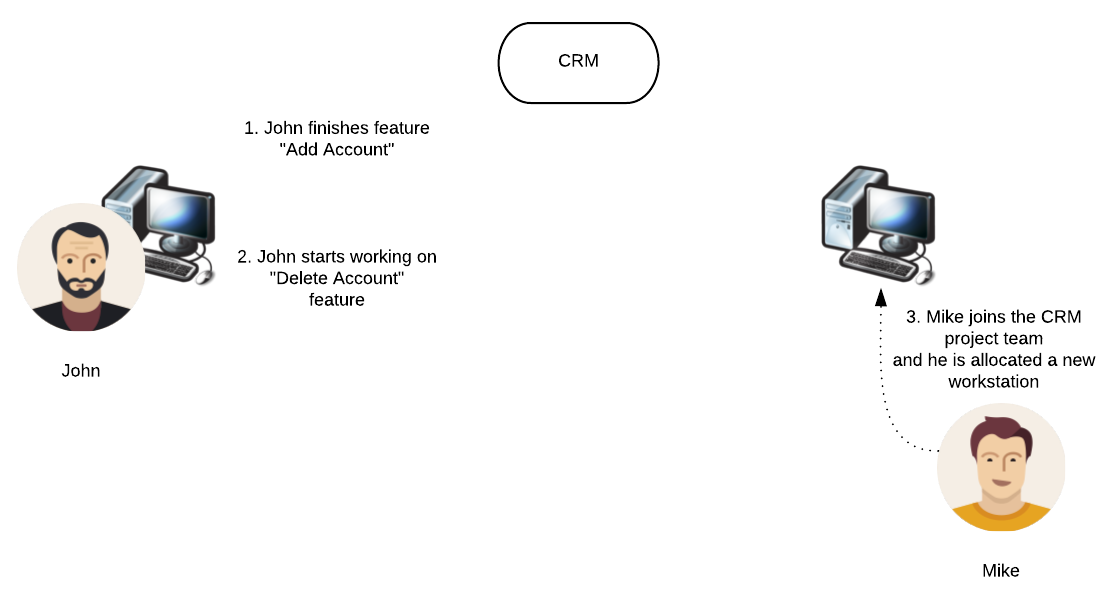 CRM
1. John finishes feature
"Add Account"
2. John starts working on
"Delete Account"
feature
John
3. Mike joins the CRM
project team
and he is allocated a new
workstation
Mike